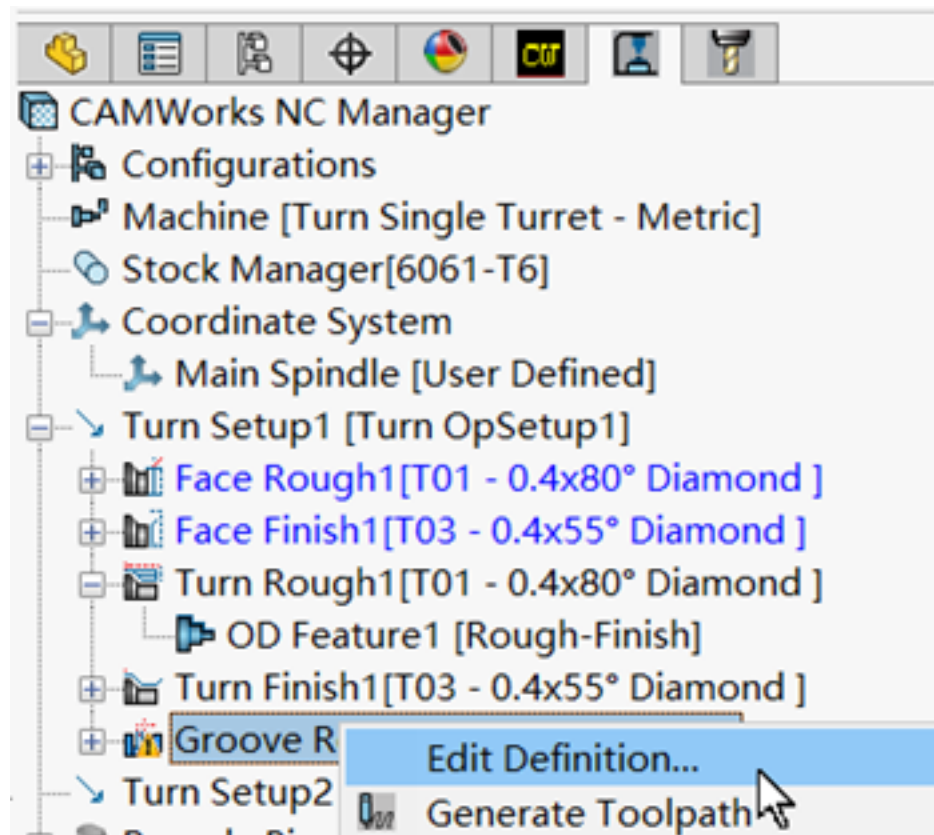 CW
CAMWorks NC Manager
Configurations
Machine [Turn Single Turret - Metric]
Stock Manager[6061-T6]
Coordinate System
Main Spindle [User Defined]
Turn Setup1 [Turn OpSetup1]
Face Rough1[T01 - 0.4x80° Diamond ]
Face Finish1[T03 - 0.4x55° Diamond ]
Turn Rough1[T01 - 0.4x80° Diamond ]
OD Feature1 [Rough-Finish]
Turn Finish1[T03 - 0.4x55° Diamond ]
Groove R
Edit Definition...
Turn Setup2
Generate Toolpath